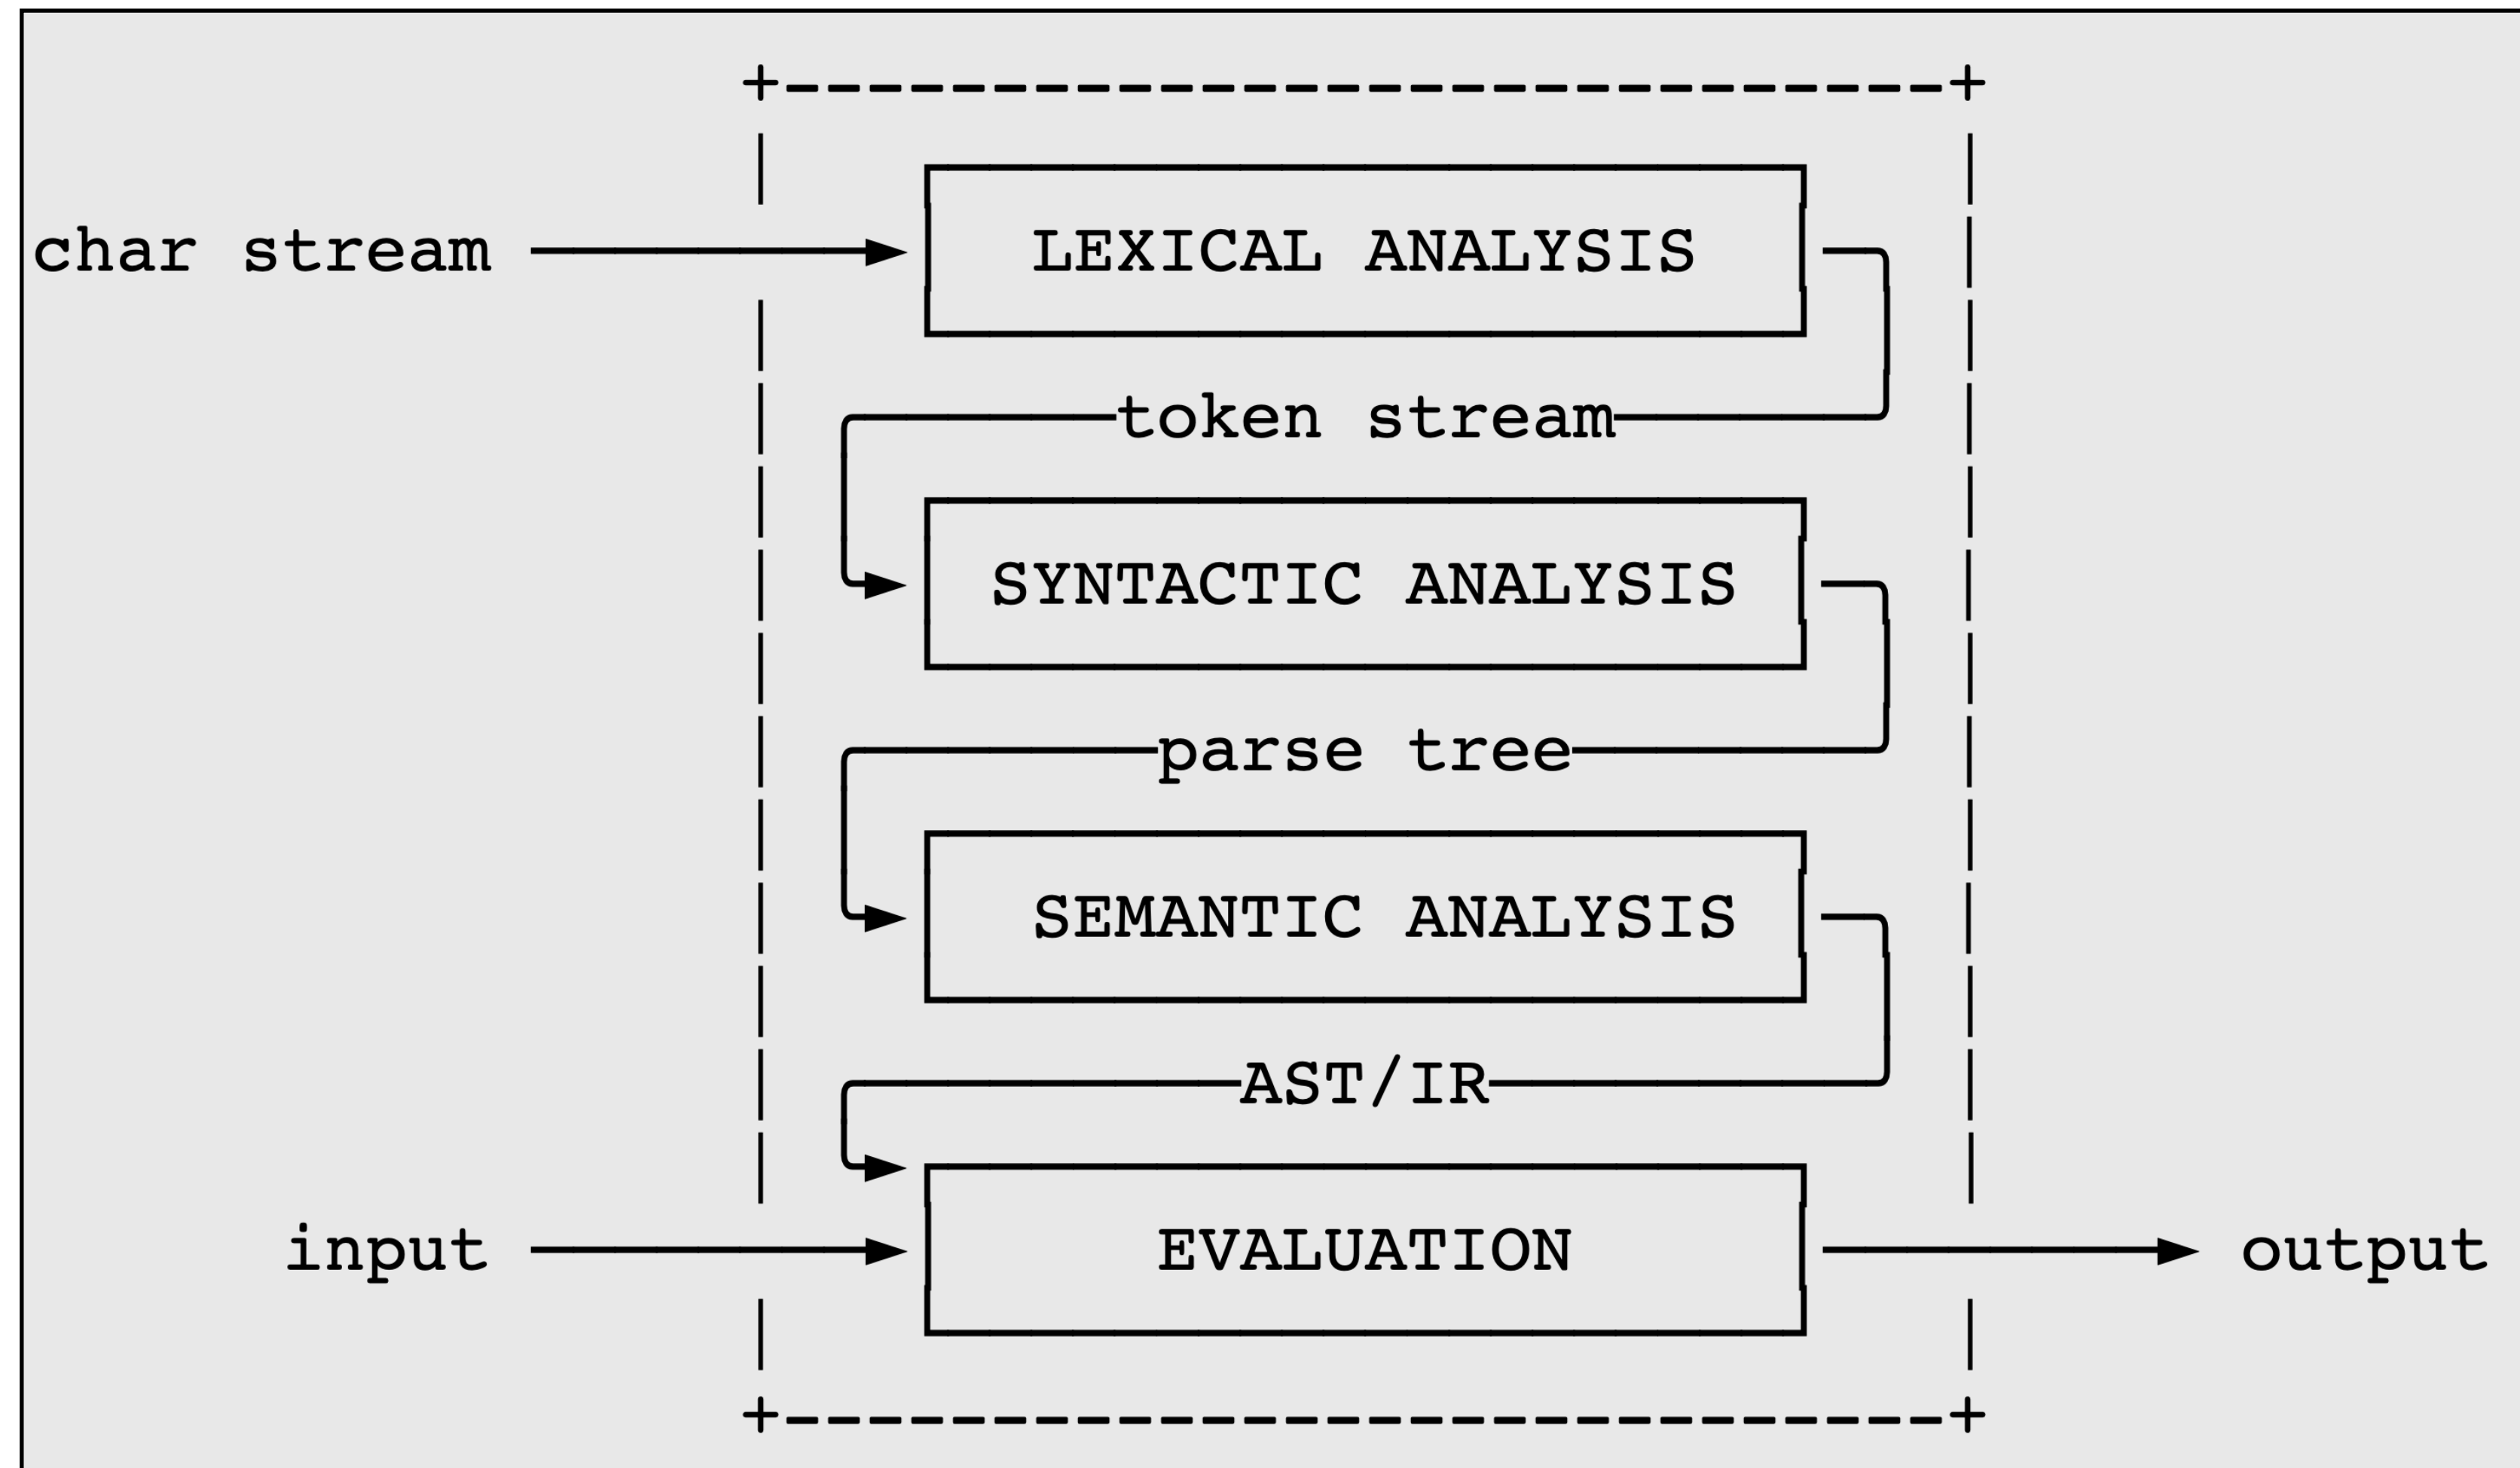 char stream
LEXICAL ANALYSIS
token stream
SYNTACTIC ANALYSIS
parse tree
SEMANTIC ANALYSIS
AST/IR
input
EVALUATION
output